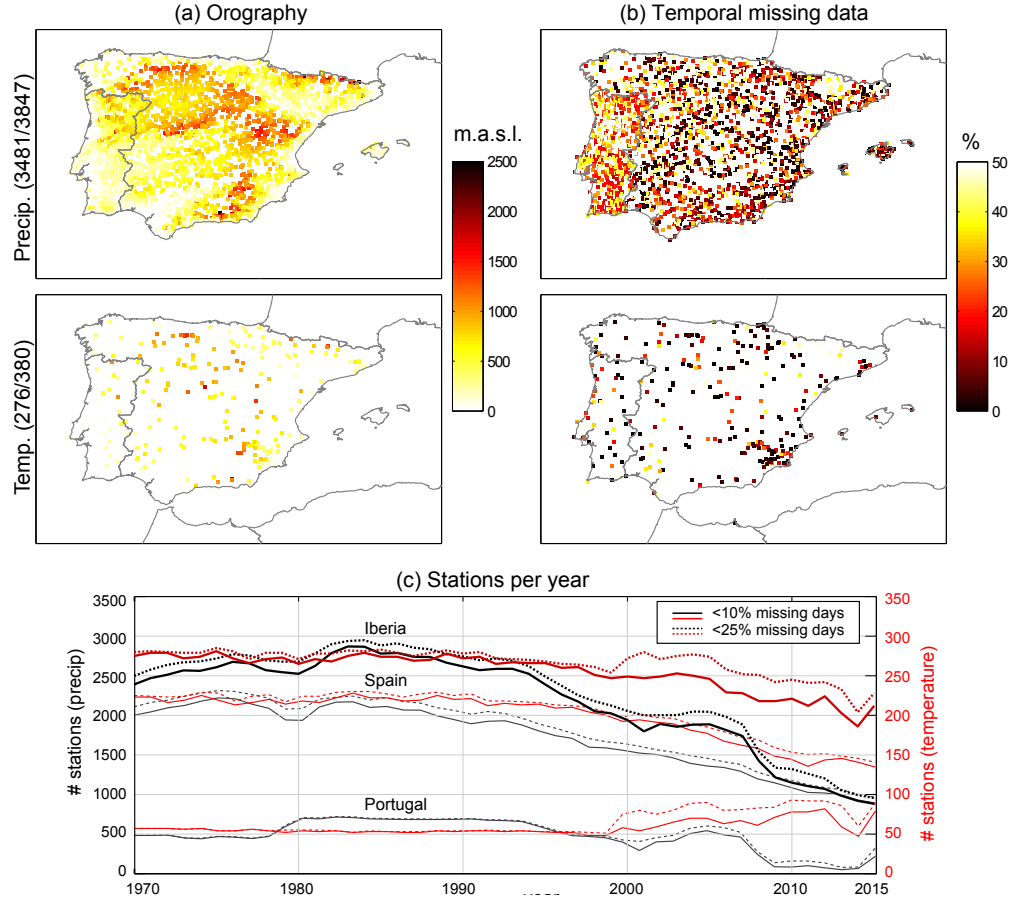 (a) Orography
(b) Temporal missing data
Precip. (3481/3847)
m.a.s.l.
2500
2000
1500
1000
500
0
%
50
40
30
20
10
0
Temp. (276/380)
(c) Stations per year
# stations (precip)
3500
3000
2500
2000
1500
1000
500
0
Iberia
Spain
Portugal
<10% missing days
<25% missing days
350
300
250
200
150
100
50
0
# stations (temperature)
1970
1980
1990
2000
2010
2015